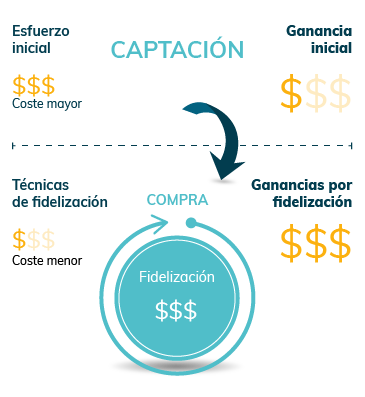 Esfuerzo
inicial
CAPTACIÓN
Ganancia
inicial
$$$
Coste mayor
$$$
Técnicas
de fidelización
COMPRA
Ganancias por
fidelización
$$$
Coste menor
$$$
Fidelización
$$$